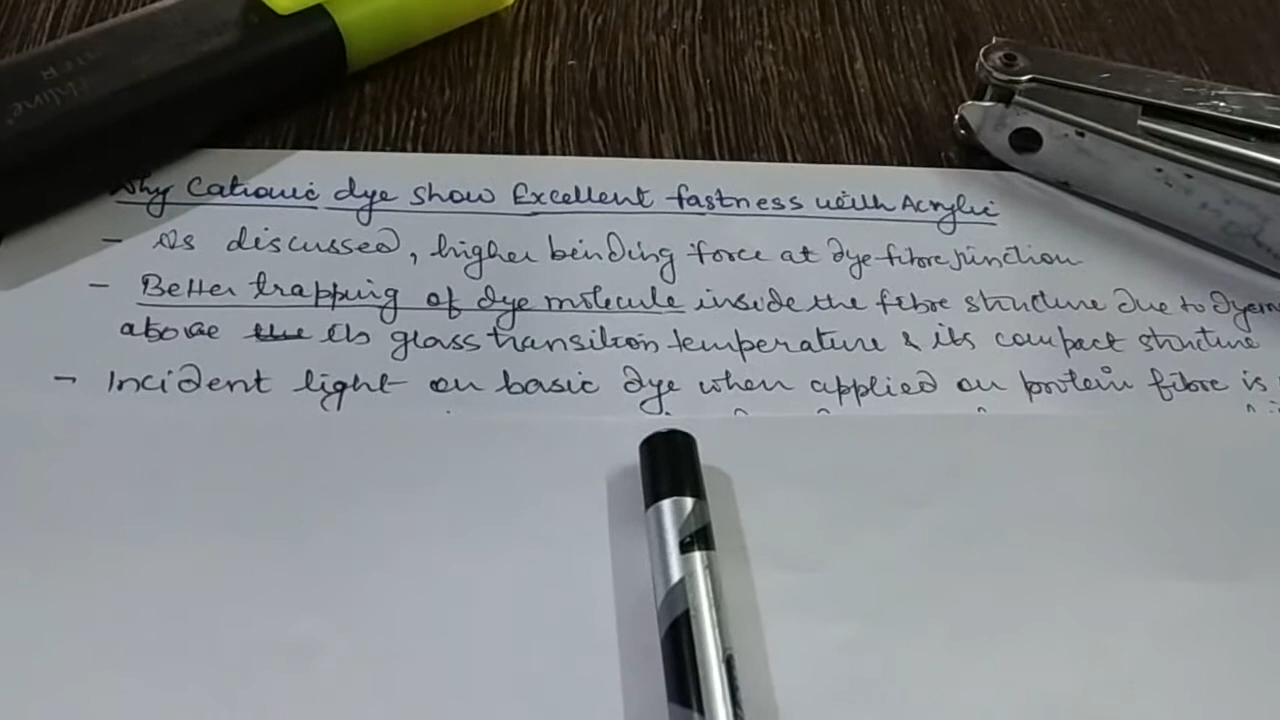 Why Cationic dye show Excellent fastness with Acrylic
- As discussed, higher beinding force at dye fibre junction
- Better trapping of dye molecule inside the fibre structure due to
above the its glass transition temperature & its compact structure
- Incident light on basic dye when applied on protein fibre is